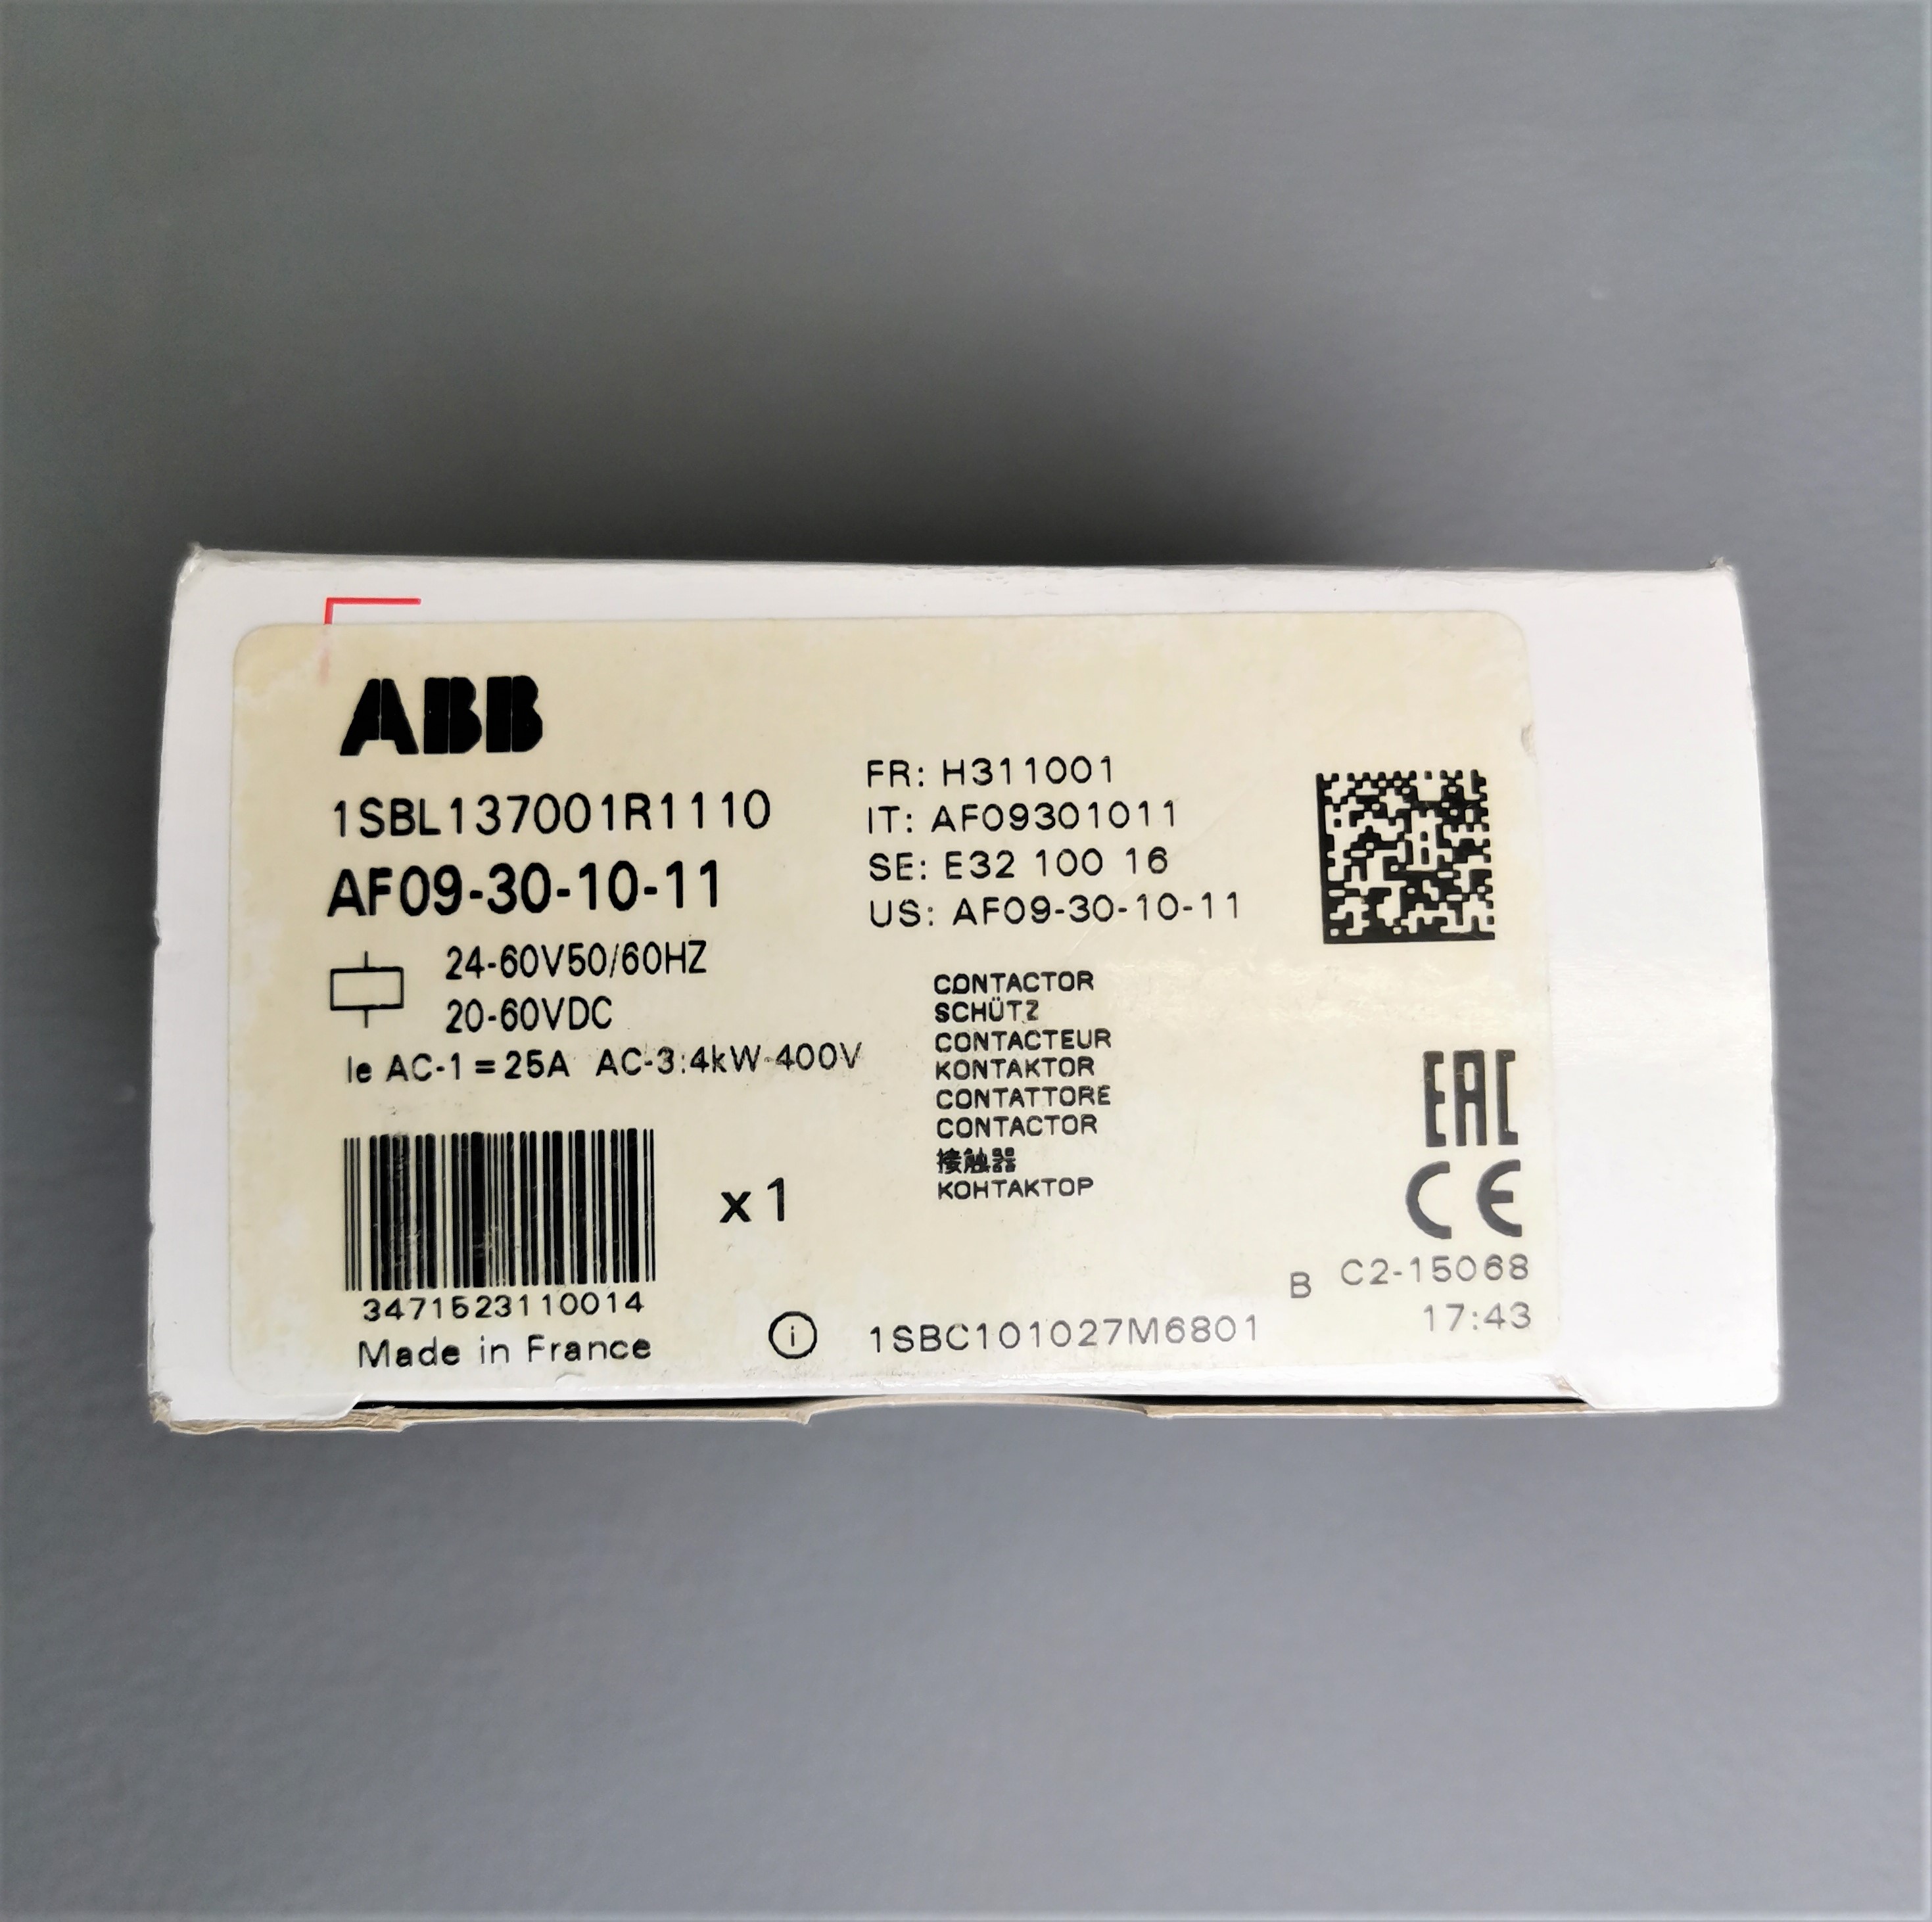 ABB
1SBL137001R1110
AF09-30-10-11
24-60V50/60HZ
20-60VDC
Ie AC-1=25A AC-3:4kW-400V
3471523110014
Made in France
x1
FR: H311001
IT: AF09301011
SE: E32 100 16
US: AF09-30-10-11
CONTACTOR
SCHÜTZ
CONTACTEUR
KONTAKTOR
CONTATTORE
CONTACTOR
接触器
КОНТАКТОР
i 1SBC101027M6801
EAC
CE
B C2-15068
17:43